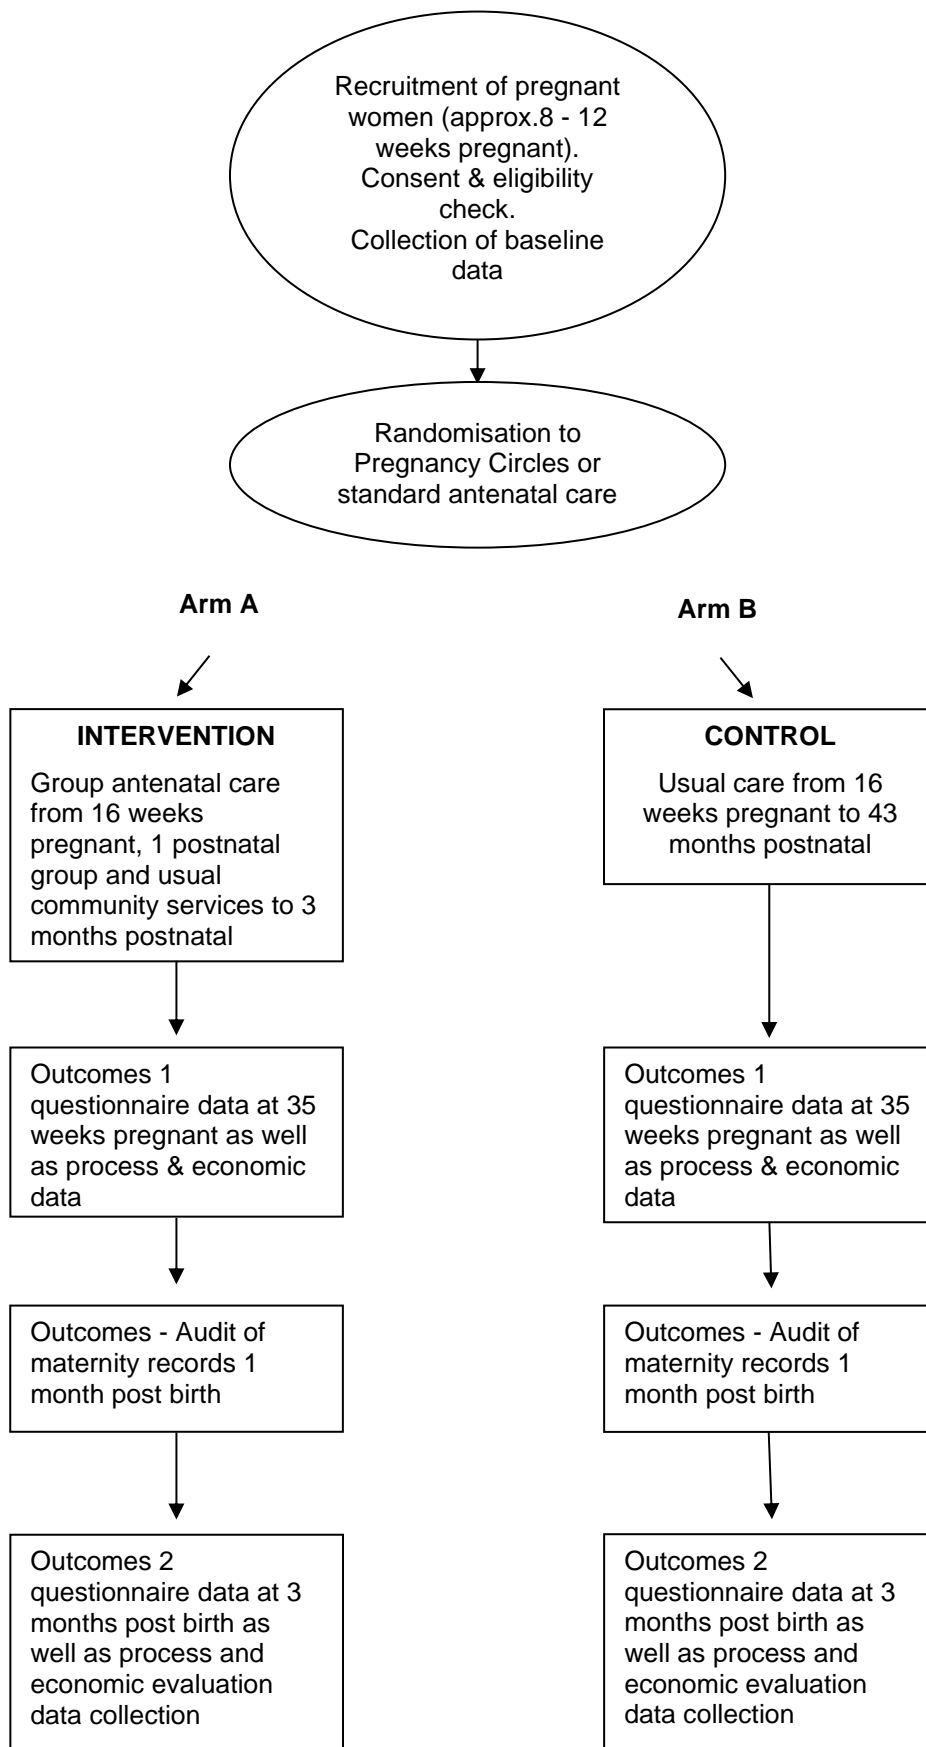 Recruitment of pregnant
women (approx.8 - 12
weeks pregnant).
Consent & eligibility
check.
Collection of baseline
data
Randomisation to
Pregnancy Circles or
standard antenatal care
Arm A
Arm B
INTERVENTION
Group antenatal care
from 16 weeks
pregnant, 1 postnatal
group and usual
community services to 3
months postnatal
CONTROL
Usual care from 16
weeks pregnant to 43
months postnatal
Outcomes 1
questionnaire data at 35
weeks pregnant as well
as process & economic
data
Outcomes 1
questionnaire data at 35
weeks pregnant as well
as process & economic
data
Outcomes - Audit of
maternity records 1
month post birth
Outcomes - Audit of
maternity records 1
month post birth
Outcomes 2
questionnaire data at 3
months post birth as
well as process and
economic evaluation
data collection
Outcomes 2
questionnaire data at 3
months post birth as
well as process and
economic evaluation
data collection